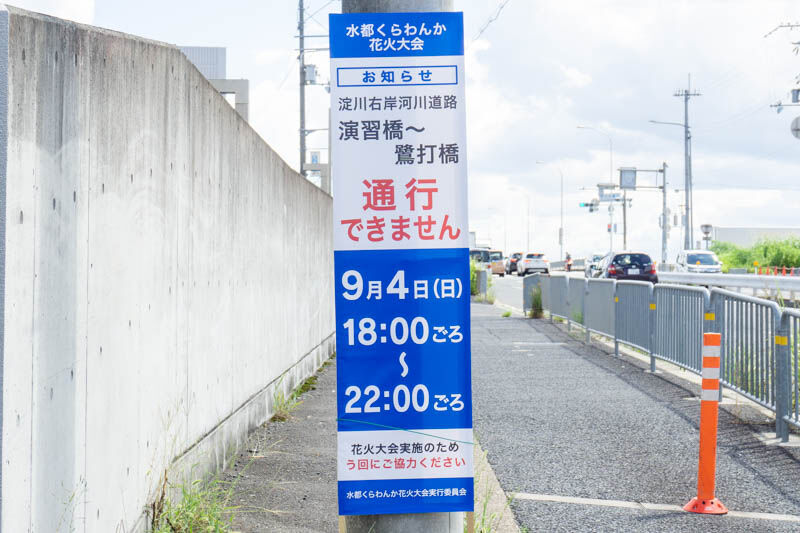 水都くらわんか
花火大会
お知らせ
淀川右岸河川道路
演習橋〜
鷺打橋
通行
できません
9月4日(日)
18:00ごろ
〜
22:00ごろ
花火大会実施のため
う回にご協力ください
水都くらわんか花火大会実行委員会